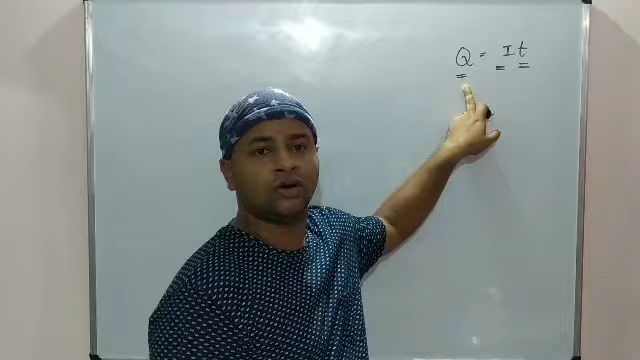 Q = It